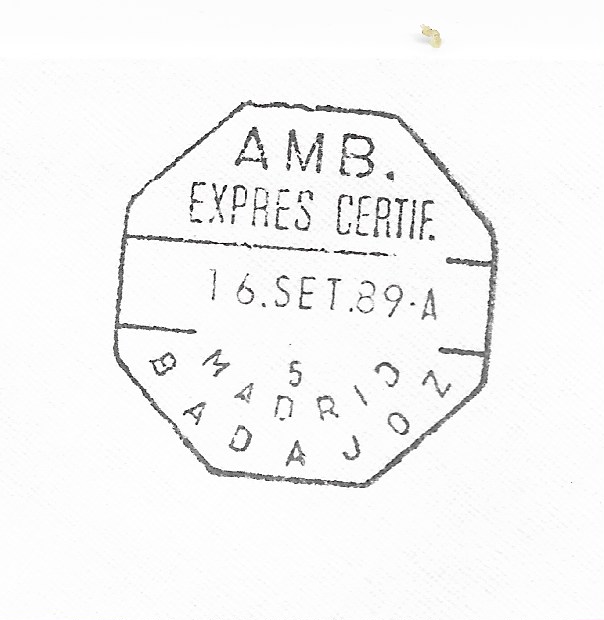 AMB.
EXPRES CERTIF.
16.SET.89-A
5
MADRID
BADAJOZ